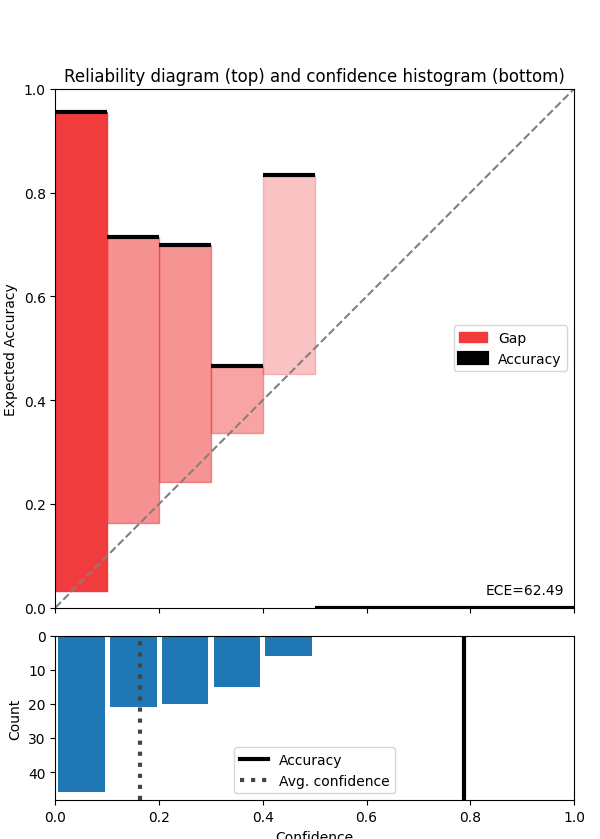 Reliability diagram (top) and confidence histogram (bottom)
1.0
0.8
0.6
0.4
0.2
0.0
Expected Accuracy
Gap
Accuracy
ECE=62.49
0
10
20
30
40
Count
Accuracy
Avg. confidence
0.0 0.2 0.4 0.6 0.8 1.0
Confidence